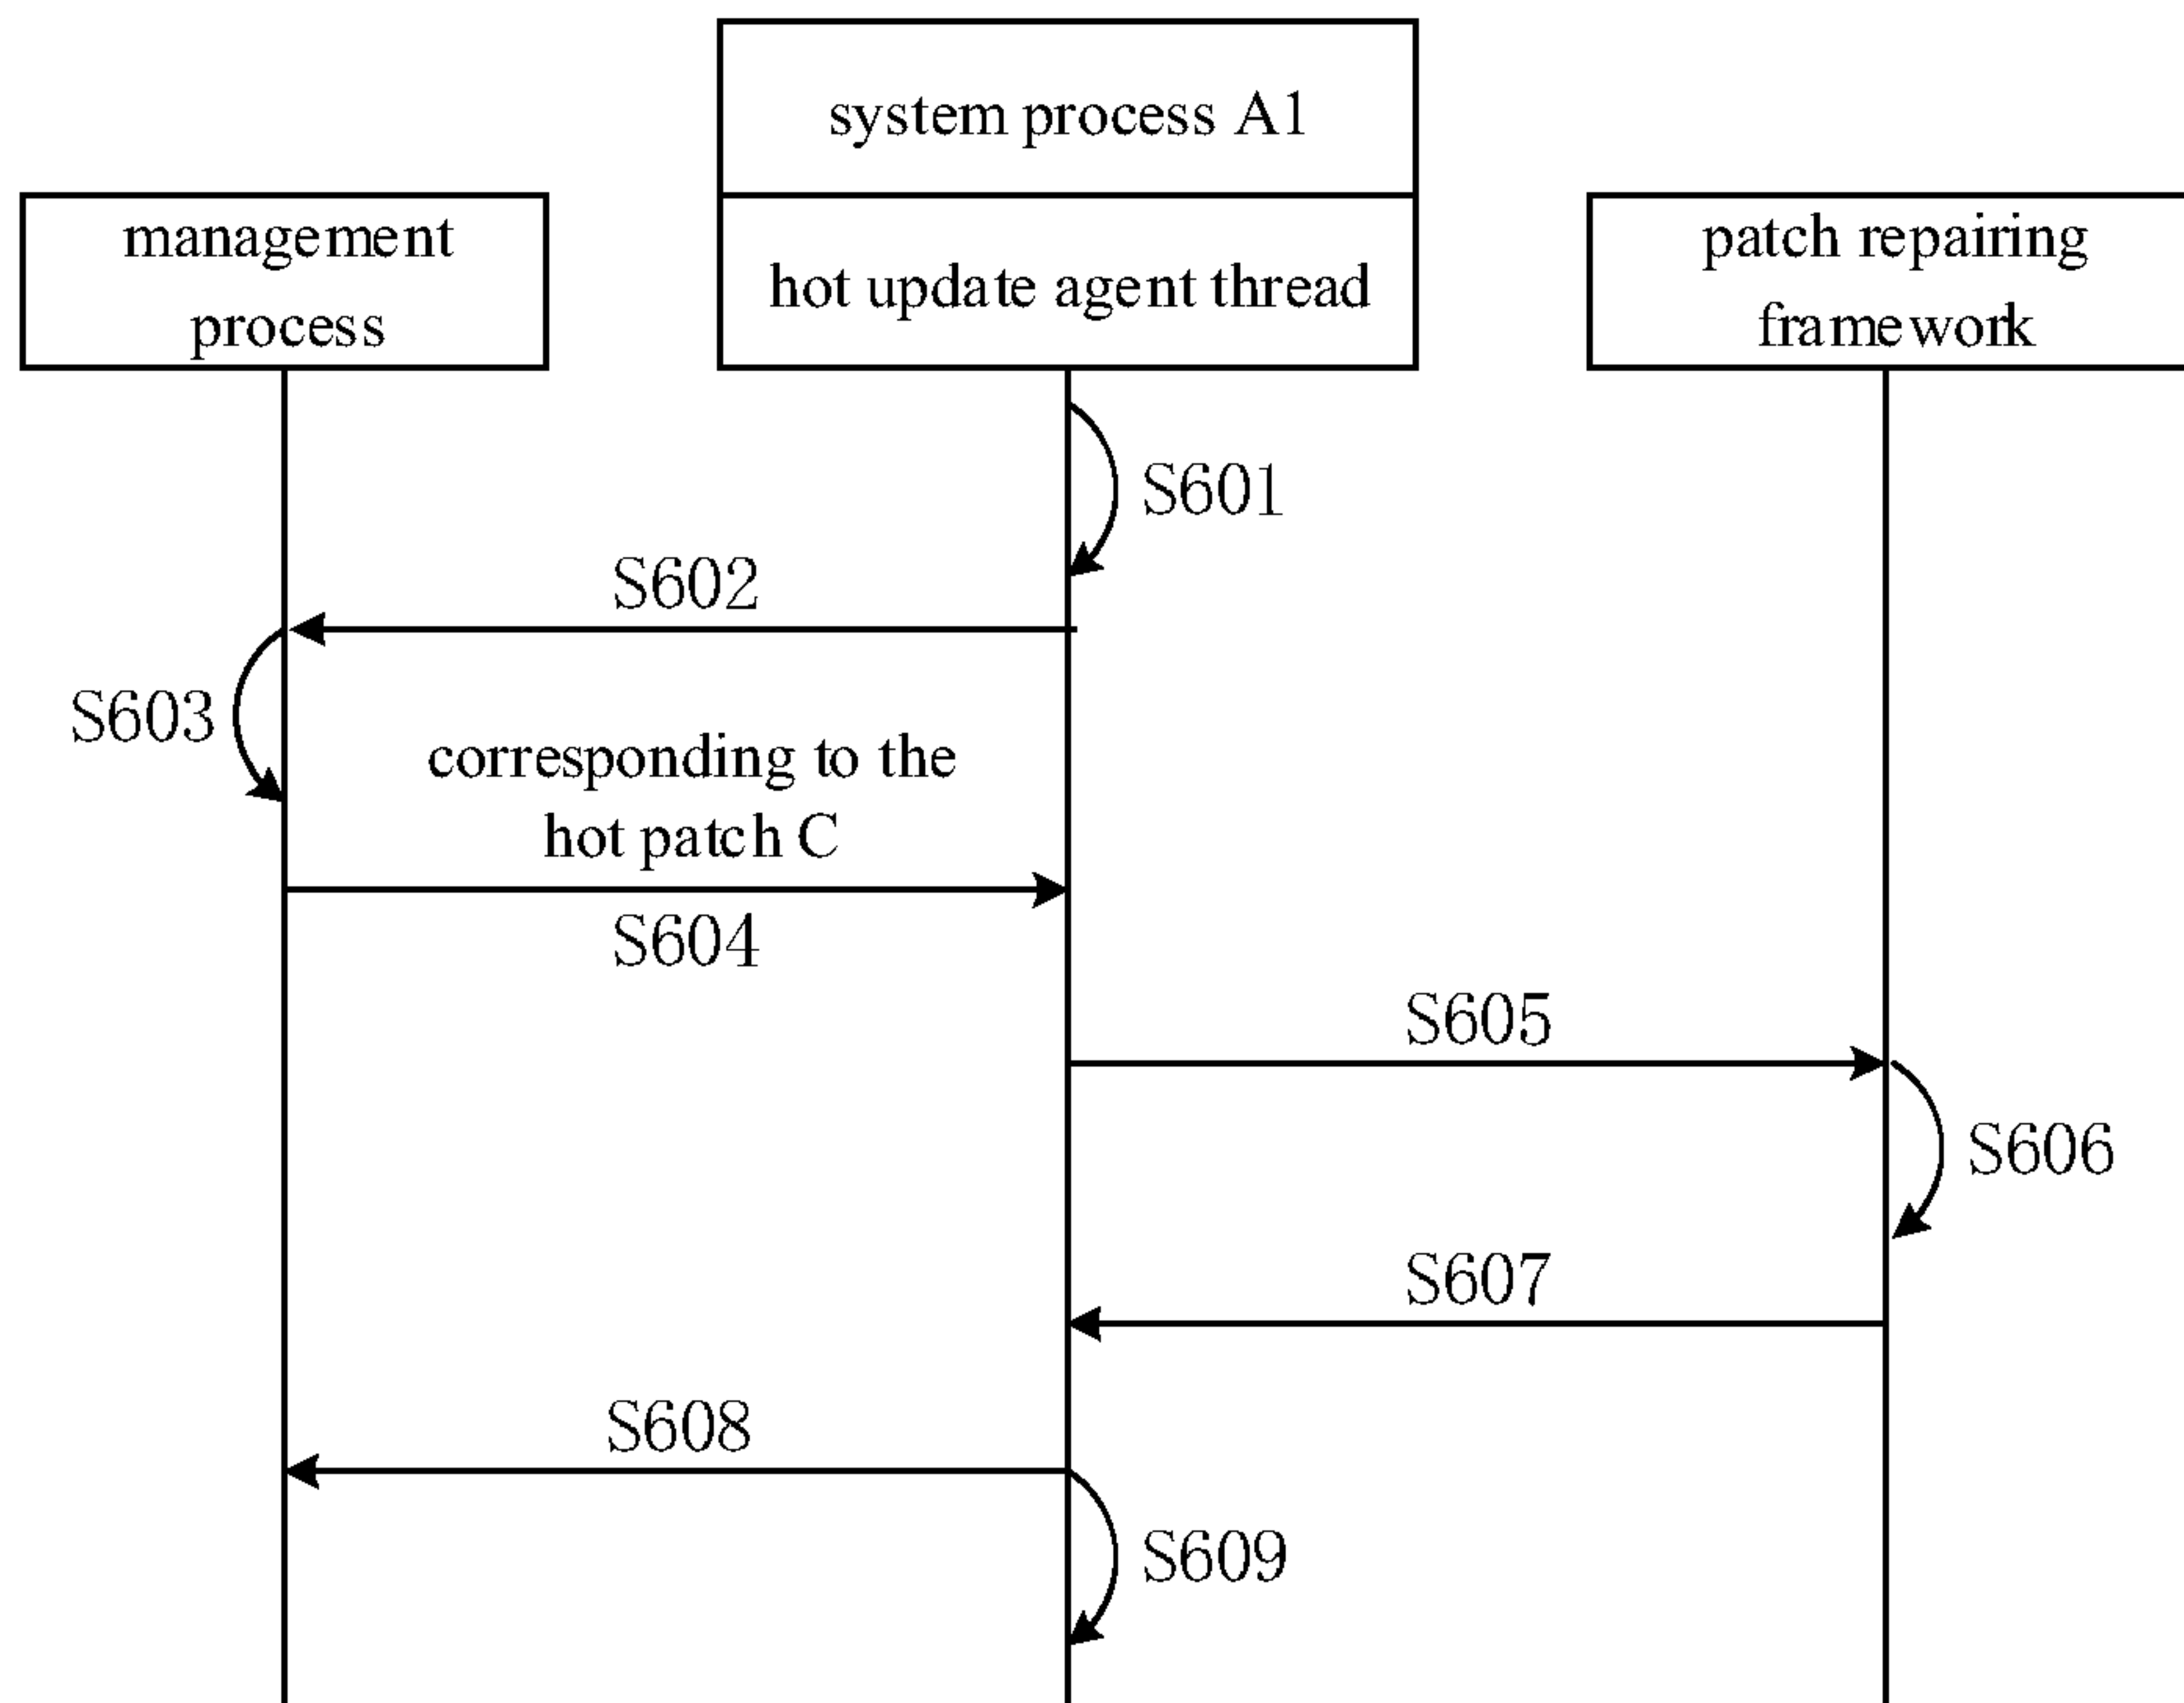 system process A1
management
process
hot update agent thread
patch repairing
framework
S601
S602
S603
corresponding to the
hot patch C
S604
S605
S606
S607
S608
S609